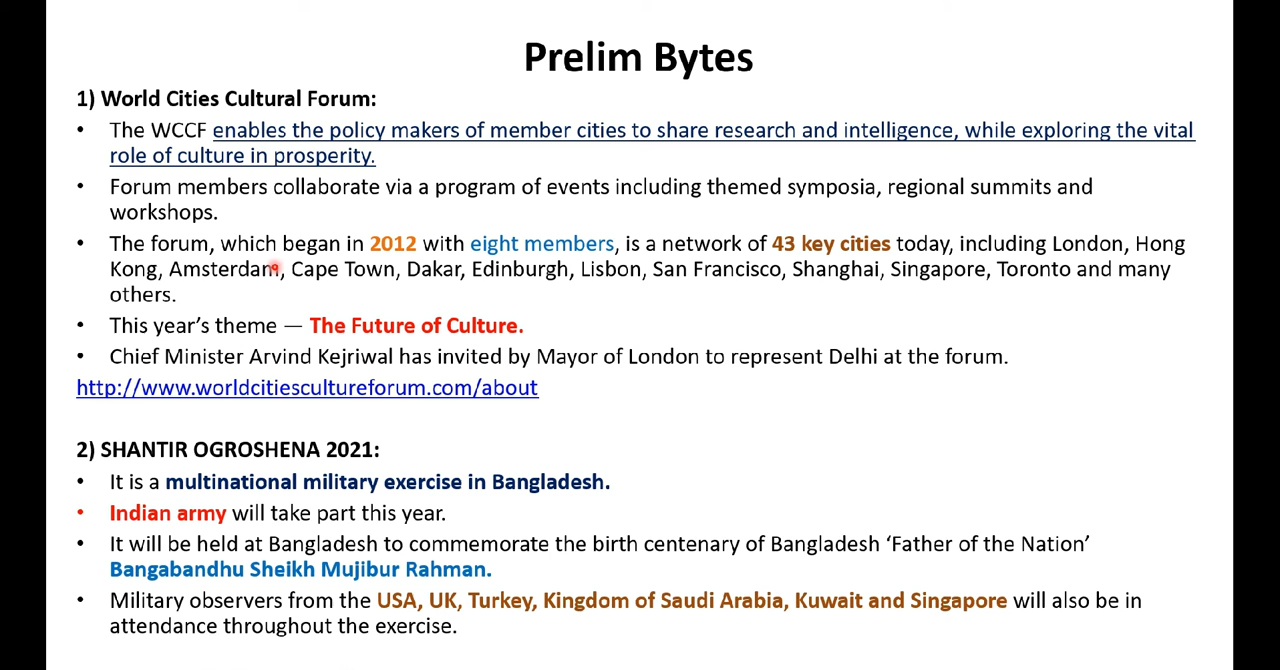 Prelim Bytes
1) World Cities Cultural Forum:
• The WCCF enables the policy makers of member cities to share research and intelligence, while exploring the vital
role of culture in prosperity.
• Forum members collaborate via a program of events including themed symposia, regional summits and
workshops.
• The forum, which began in 2012 with eight members, is a network of 43 key cities today, including London, Hong
Kong, Amsterdam, Cape Town, Dakar, Edinburgh, Lisbon, San Francisco, Shanghai, Singapore, Toronto and many
others.
• This year’s theme — The Future of Culture.
• Chief Minister Arvind Kejriwal has invited by Mayor of London to represent Delhi at the forum.
http://www.worldcitiescultureforum.com/about
2) SHANTIR OGROSHENA 2021:
• It is a multinational military exercise in Bangladesh.
• Indian army will take part this year.
• It will be held at Bangladesh to commemorate the birth centenary of Bangladesh ‘Father of the Nation’
Bangabandhu Sheikh Mujibur Rahman.
• Military observers from the USA, UK, Turkey, Kingdom of Saudi Arabia, Kuwait and Singapore will also be in
attendance throughout the exercise.